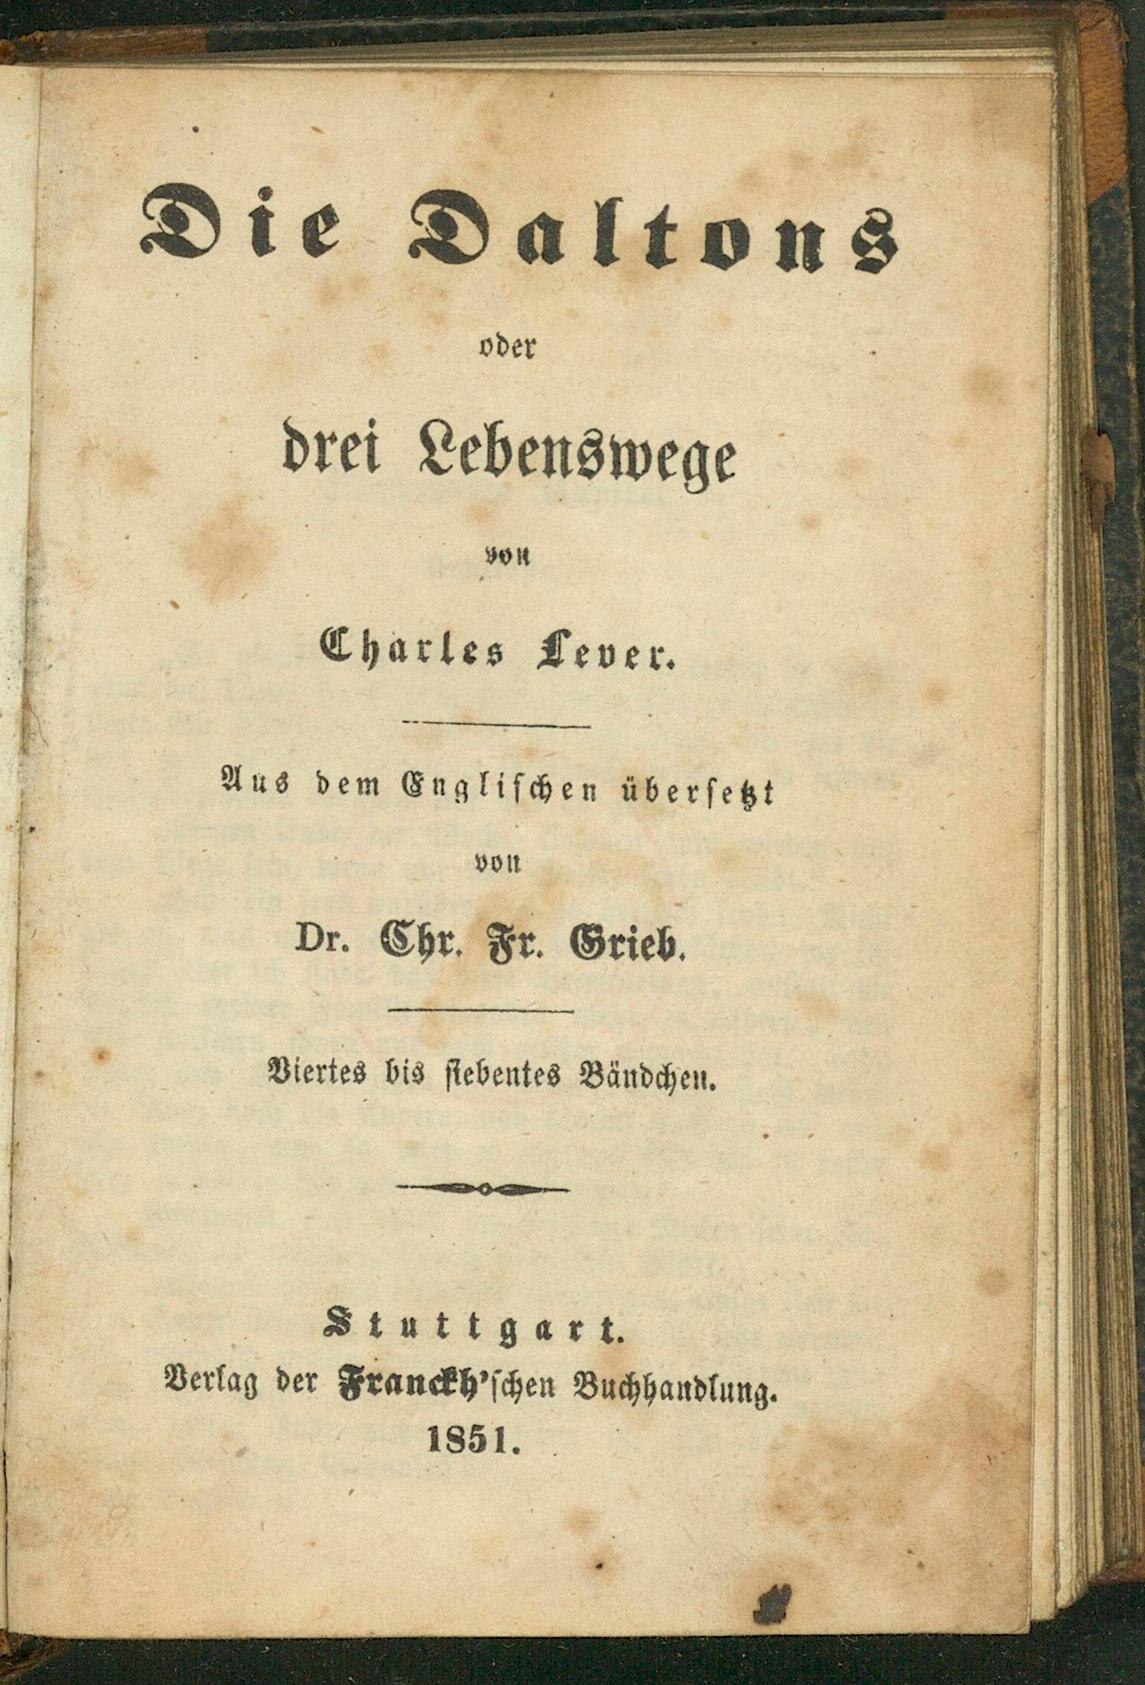 Die Daltons
oder
drei Lebenswege
von
Charles Lever.
Aus dem Englischen übersetzt
von
Dr. Chr. Fr. Grieb.
Viertes bis siebentes Bändchen.
Stuttgart.
Verlag der Franckh'schen Buchhandlung.
1851.